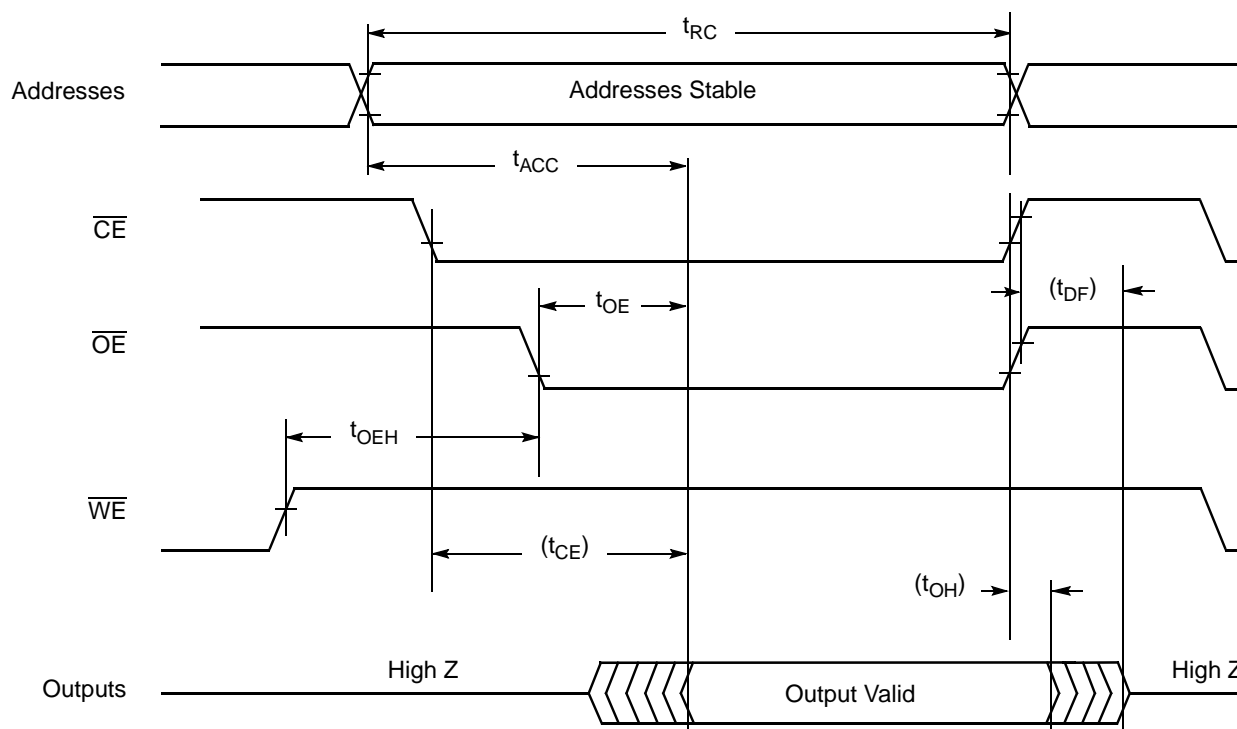 tRC
Addresses
Addresses Stable
tACC
CE
tOE
(tDF)
OE
tOEH
WE
(tCE)
(tOH)
High Z
High Z
Outputs
Output Valid